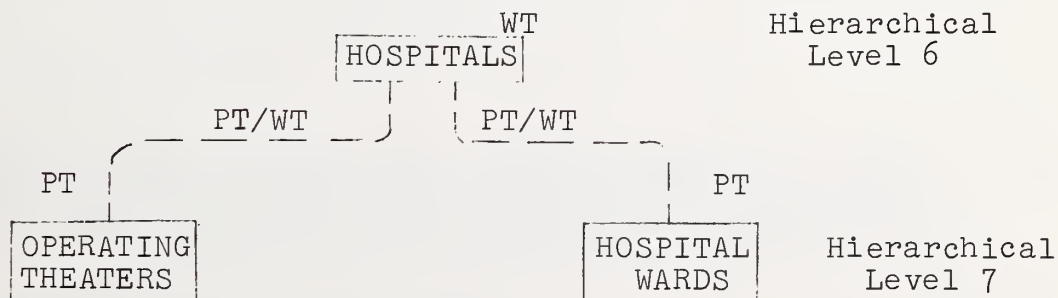 WT
HOSPITALS
Hierarchical
Level 6
PT/WT
PT/WT
PT
PT
OPERATING
THEATERS
HOSPITAL
WARDS
Hierarchical
Level 7